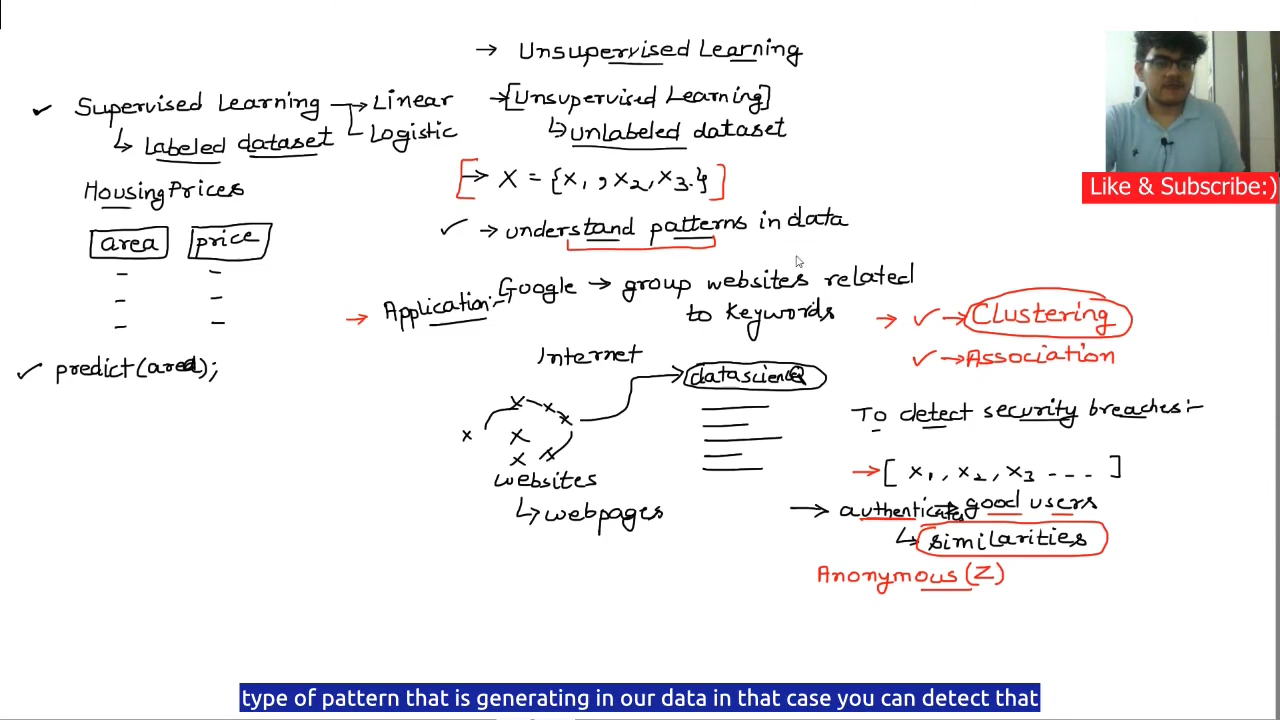 → Unsupervised Learning
✓ Supervised Learning → Linear
Logistic
↳ Labeled dataset
Housing Prices
area price
- -
- -
- -
✓ predict(area);
→ [Unsupervised Learning]
↳ unlabeled dataset
[→ X = {x₁, x₂, x₃.}]
✓ → understand patterns in data
→ Application:- Google → group websites related
to keywords
Internet
datascience
x x x x x x x
websites
↳ webpages
→ ✓ → Clustering
✓ → Association
To detect security breaches:-
→ [ x₁, x₂, x₃ - - - ]
→ authenticates → good users
↳ similarities
Anonymous (Z)
Like & Subscribe:)
type of pattern that is generating in our data in that case you can detect that